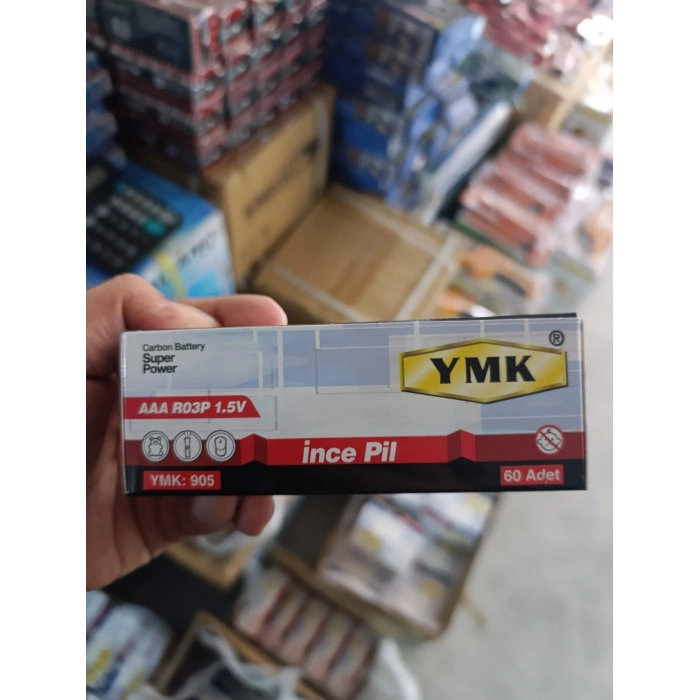 Carbon Battery
Super
Power
YMK®
AAA R03P 1.5V
ince Pil
YMK: 905
60 Adet